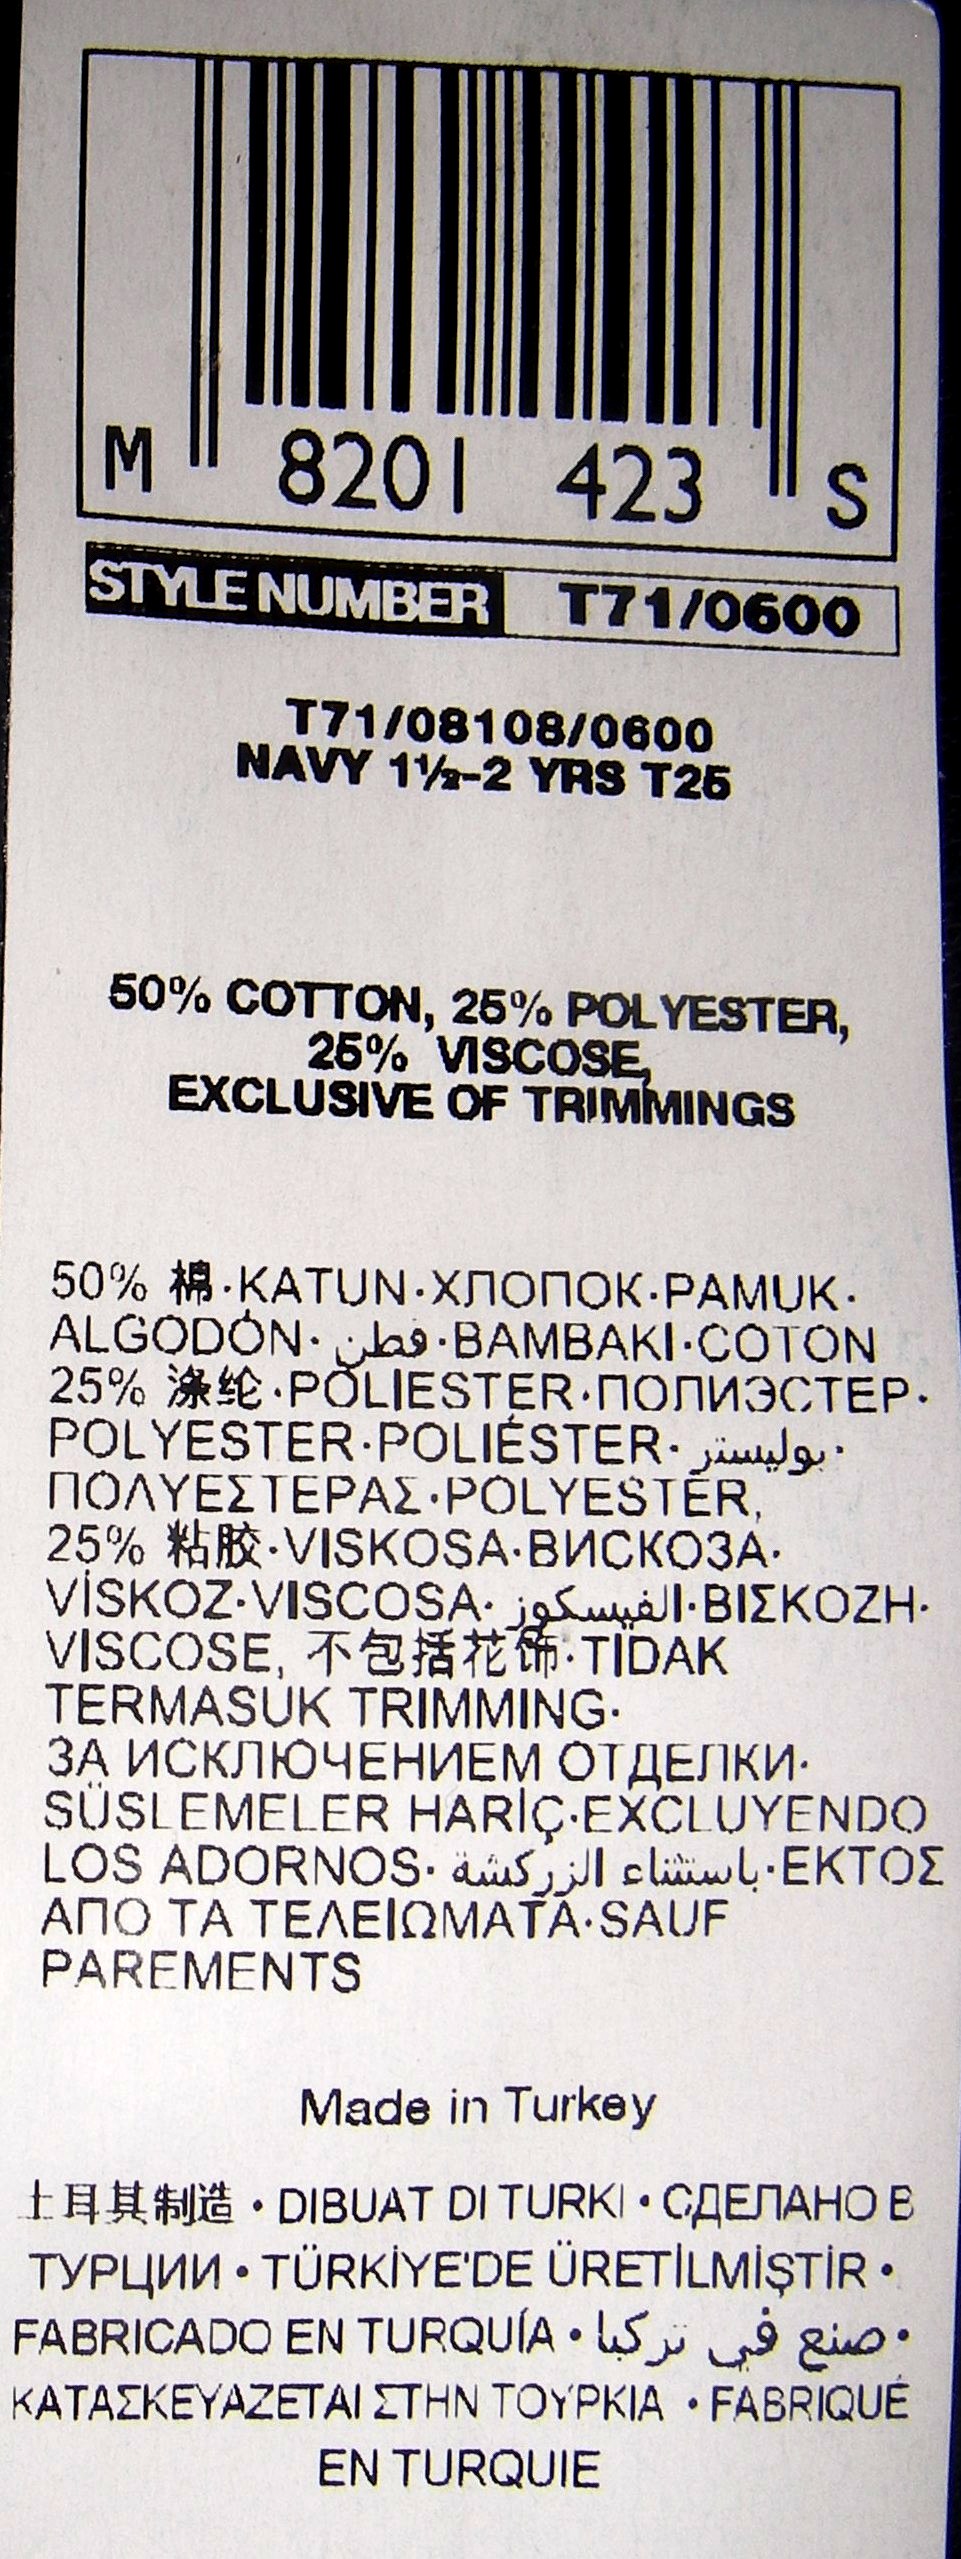 M 8201 423 S
STYLE NUMBER T71/0600
T71/08108/0600
NAVY 1½-2 YRS T25
50% COTTON, 25% POLYESTER,
25% VISCOSE,
EXCLUSIVE OF TRIMMINGS
50% 棉·KATUN·ХЛОПОК·PAMUK·
ALGODÓN· قطن·BAMBAKI·COTON
25% 涤纶·POLIESTER·ПОЛИЭСТЕР·
POLYESTER·POLIÉSTER· بوليستر·
ΠΟΛΥΕΣΤΕΡΑΣ·POLYESTER,
25% 粘胶·VISKOSA·ВИСКОЗА·
VİSKOZ·VISCOSA· الفيسكوز·ΒΙΣΚΟΖΗ·
VISCOSE, 不包括花饰·TIDAK
TERMASUK TRIMMING·
ЗА ИСКЛЮЧЕНИЕМ ОТДЕЛКИ·
SÜSLEMELER HARİÇ·EXCLUYENDO
LOS ADORNOS· باستثناء الزركشة·ΕΚΤΟΣ
ΑΠΟ ΤΑ ΤΕΛΕΙΩΜΑΤΑ·SAUF
PAREMENTS
Made in Turkey
土耳其制造 • DIBUAT DI TURKI • СДЕЛАНО В
ТУРЦИИ • TÜRKİYE'DE ÜRETİLMİŞTİR •
FABRICADO EN TURQUÍA • صنع في تركيا •
ΚΑΤΑΣΚΕΥΑΖΕΤΑΙ ΣΤΗΝ ΤΟΥΡΚΙΑ • FABRIQUÉ
EN TURQUIE